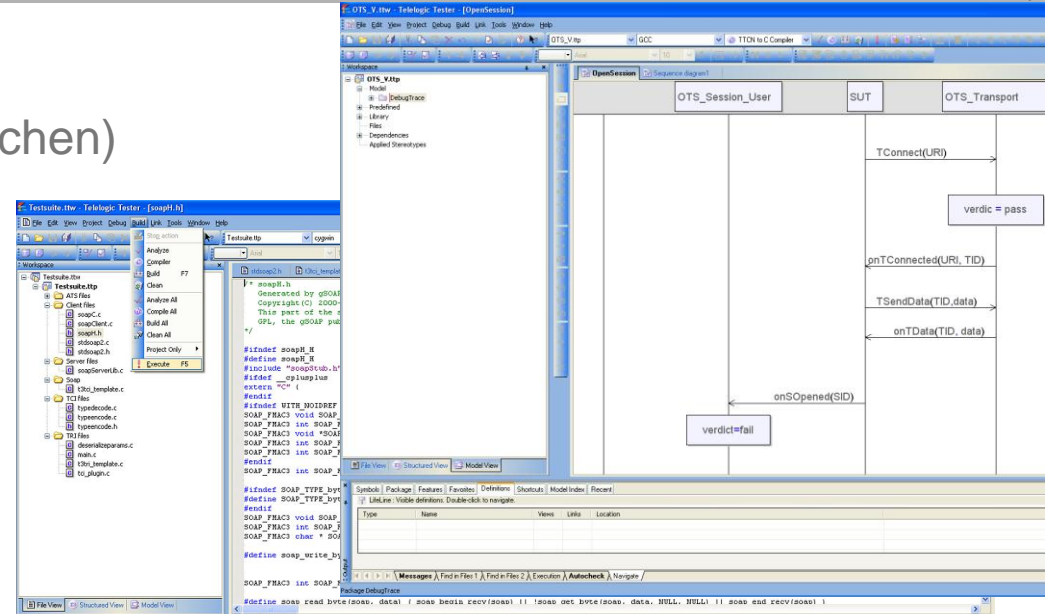 chen)
OTS_V.ttw - Telelogic Tester - [OpenSession]
File Edit View Project Debug Build Link Tools Window Help
OTS_V.ttp GCC TTCN to C Compiler
Arial 10
Workspace
OTS_V.ttp
Model
DebugTrace
Predefined
Library
Files
Dependencies
Applied Stereotypes
File View Structured View Model View
OpenSession Sequence diagram1
OTS_Session_User SUT OTS_Transport
TConnect(URI)
verdic = pass
onTConnected(URI, TID)
TSendData(TID,data)
onTData(TID, data)
onSOpened(SID)
verdict=fail
Symbols Package Features Favorites Definitions Shortcuts Model Index Recent
LifeLine : Visible definitions. Double-click to navigate.
Type Name Views Links Location
Messages Find in Files 1 Find in Files 2 Execution Autocheck Navigate
Package DebugTrace
Testsuite.ttw - Telelogic Tester - [soapH.h]
File Edit View Project Debug Build Link Tools Window Help
Testsuite.ttp cygwin
Arial
Workspace
Testsuite.ttw
Testsuite.ttp
ATS files
Client files
soapC.c
soapClient.c
soapH.h
stdsoap2.c
stdsoap2.h
Server files
soapServerLib.c
Soap
t3tci_template.c
TCI files
typedecode.c
typeencode.c
typeencode.h
TRI files
deserializeparams.c
main.c
t3tri_template.c
tci_plugin.c
File View Structured View Model View
Stop action
Analyze
Compiler
Build F7
Clean
Analyze All
Compile All
Build All
Clean All
Project Only
Execute F5
stdsoap2.h t3tci_templat
/* soapH.h
Generated by gSOAP
Copyright(C) 2000-
This part of the s
GPL, the gSOAP pub
*/
#ifndef soapH_H
#define soapH_H
#include "soapStub.h"
#ifdef __cplusplus
extern "C" {
#endif
#ifndef WITH_NOIDREF
SOAP_FMAC3 void SOAP_
SOAP_FMAC3 int SOAP_F
SOAP_FMAC3 void *SOAP
SOAP_FMAC3 int SOAP_F
SOAP_FMAC3 int SOAP_F
#endif
SOAP_FMAC3 int SOAP_F
#ifndef SOAP_TYPE_byt
#define SOAP_TYPE_byt
#endif
SOAP_FMAC3 void SOAP_
SOAP_FMAC3 int SOAP_F
SOAP_FMAC3 char * SOA
#define soap_write_by
SOAP_FMAC3 int SOAP_F
#define soap_read_byte(soap, data) ( soap_begin_recv(soap) || !soap_get_byte(soap, data, NULL, NULL) || soap_end_recv(soap) )